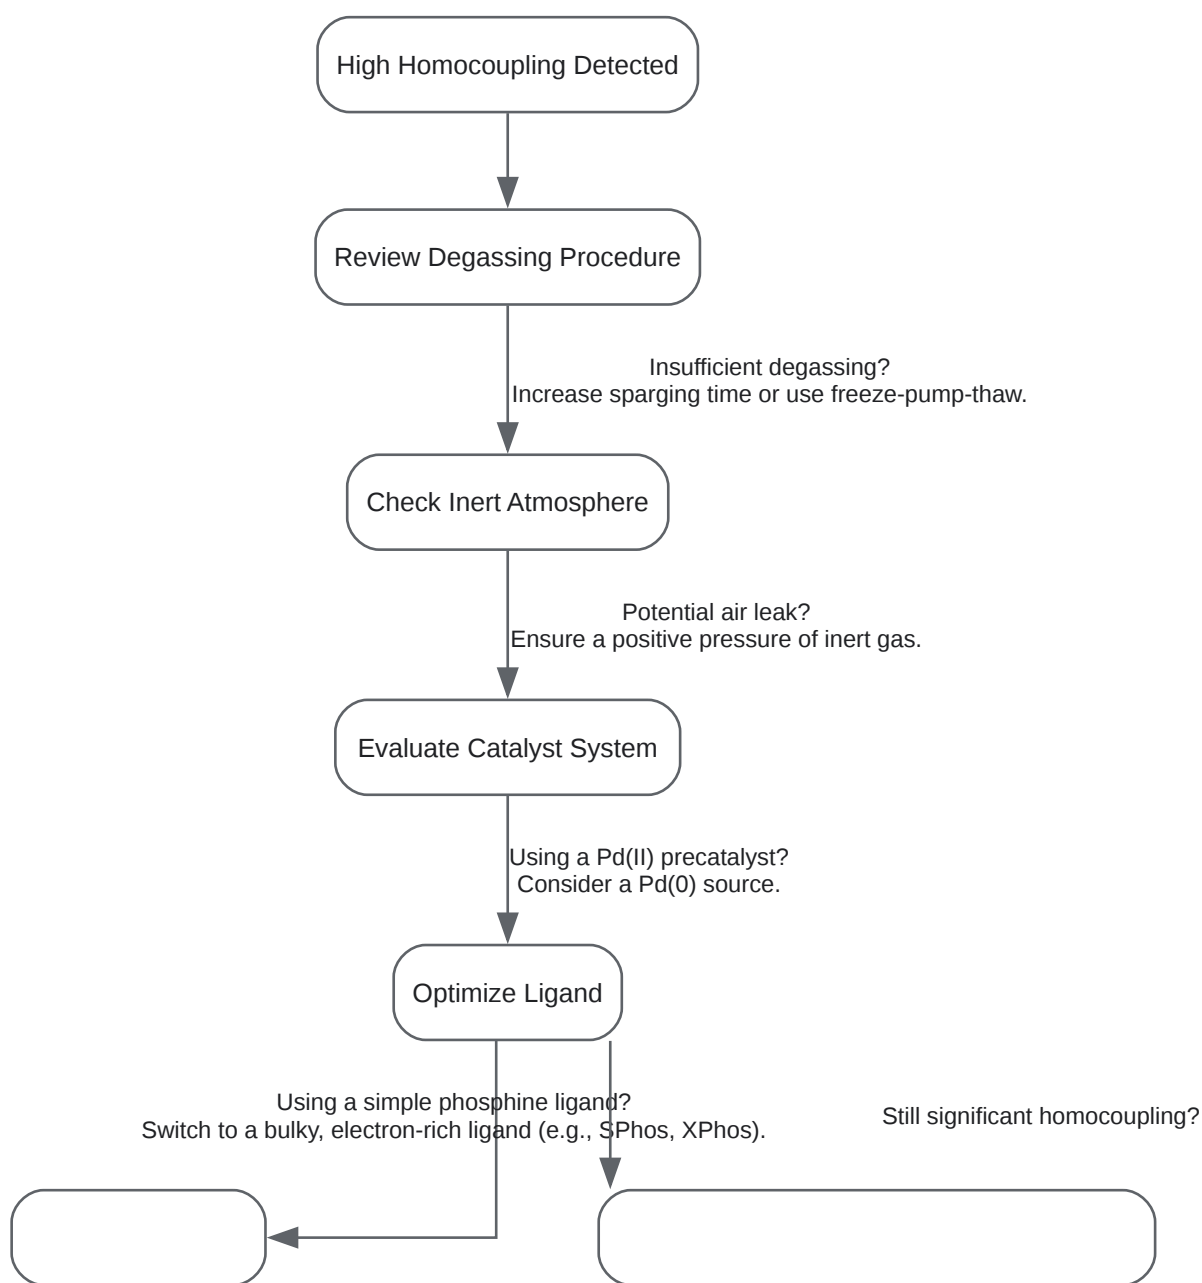 High Homocoupling Detected
Review Degassing Procedure
Insufficient degassing?
Increase sparging time or use freeze-pump-thaw.
Check Inert Atmosphere
Potential air leak?
Ensure a positive pressure of inert gas.
Evaluate Catalyst System
Using a Pd(II) precatalyst?
Consider a Pd(0) source.
Optimize Ligand
Using a simple phosphine ligand?
Switch to a bulky, electron-rich ligand (e.g., SPhos, XPhos).
Still significant homocoupling?